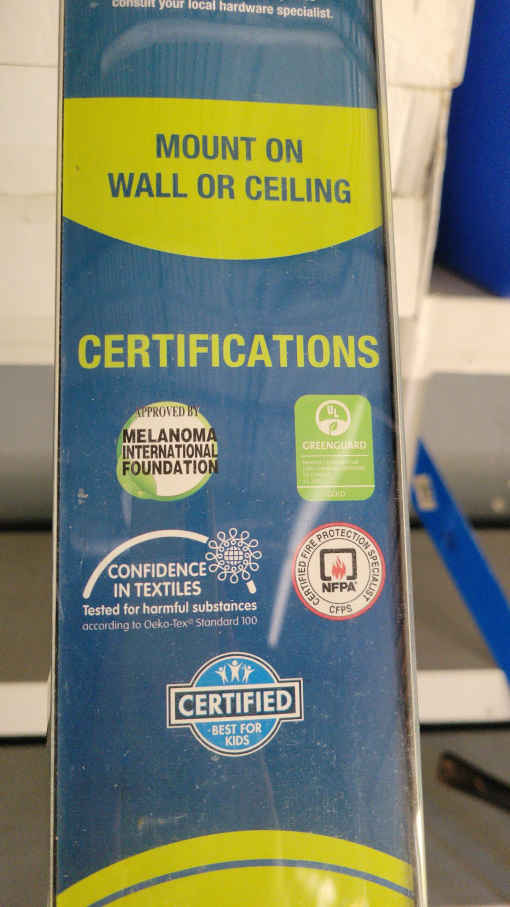 consult your local hardware specialist.
MOUNT ON
WALL OR CEILING
CERTIFICATIONS
APPROVED BY
MELANOMA
INTERNATIONAL
FOUNDATION
UL
GREENGUARD
GOLD
CONFIDENCE
IN TEXTILES
Tested for harmful substances
according to Oeko-Tex® Standard 100
CERTIFIED FIRE PROTECTION SPECIALIST
NFPA
CFPS
CERTIFIED
·BEST FOR
KIDS